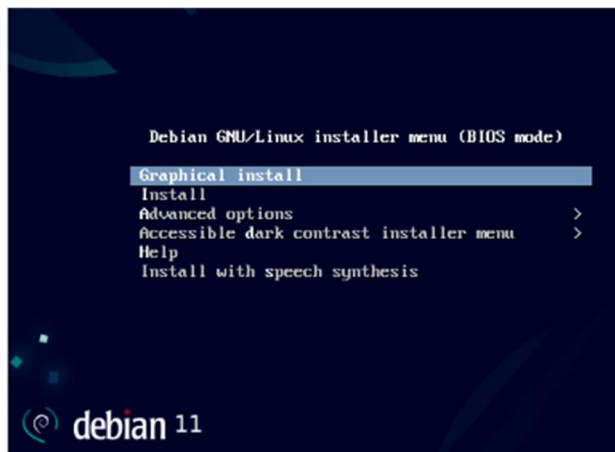 Debian GNU/Linux installer menu (BIOS mode)
Graphical install
Install
Advanced options >
Accessible dark contrast installer menu >
Help
Install with speech synthesis
debian 11